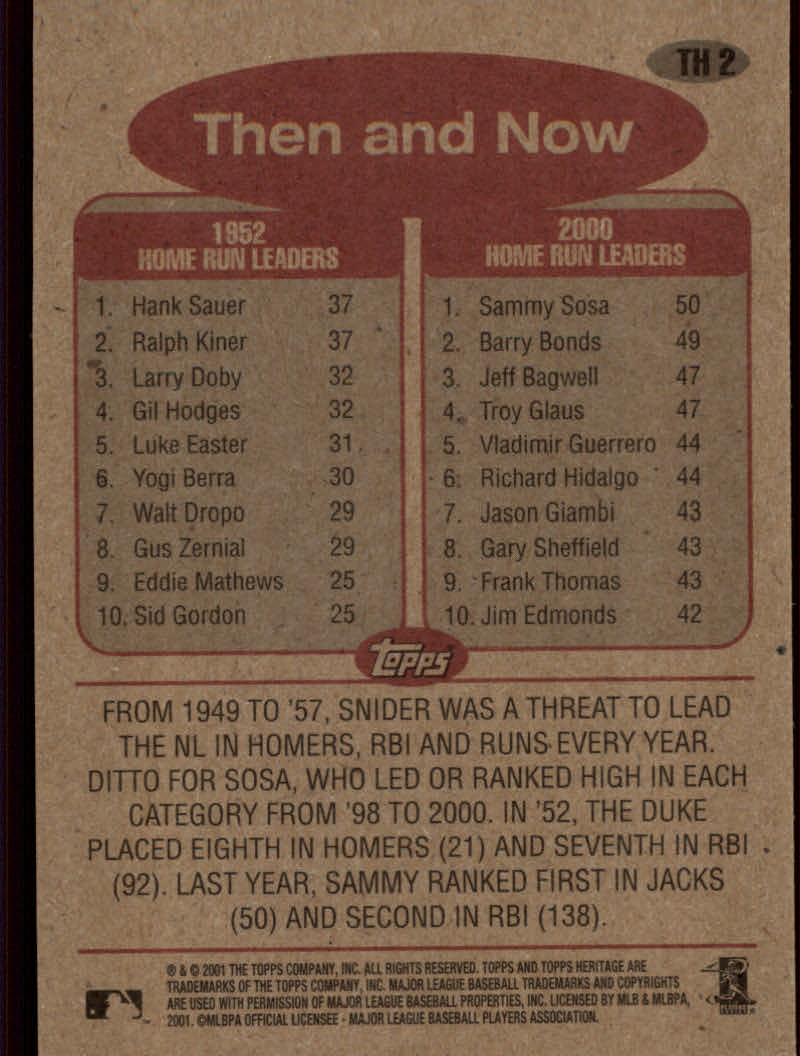 TH 2
Then and Now
1952
HOME RUN LEADERS
1. Hank Sauer 37
2. Ralph Kiner 37
3. Larry Doby 32
4. Gil Hodges 32
5. Luke Easter 31
6. Yogi Berra 30
7. Walt Dropo 29
8. Gus Zernial 29
9. Eddie Mathews 25
10. Sid Gordon 25
2000
HOME RUN LEADERS
1. Sammy Sosa 50
2. Barry Bonds 49
3. Jeff Bagwell 47
4. Troy Glaus 47
5. Vladimir Guerrero 44
6. Richard Hidalgo 44
7. Jason Giambi 43
8. Gary Sheffield 43
9. Frank Thomas 43
10. Jim Edmonds 42
topps
FROM 1949 TO '57, SNIDER WAS A THREAT TO LEAD
THE NL IN HOMERS, RBI AND RUNS EVERY YEAR.
DITTO FOR SOSA, WHO LED OR RANKED HIGH IN EACH
CATEGORY FROM '98 TO 2000. IN '52, THE DUKE
PLACED EIGHTH IN HOMERS (21) AND SEVENTH IN RBI
(92). LAST YEAR, SAMMY RANKED FIRST IN JACKS
(50) AND SECOND IN RBI (138).
® & © 2001 THE TOPPS COMPANY, INC. ALL RIGHTS RESERVED. TOPPS AND TOPPS HERITAGE ARE
TRADEMARKS OF THE TOPPS COMPANY, INC. MAJOR LEAGUE BASEBALL TRADEMARKS AND COPYRIGHTS
ARE USED WITH PERMISSION OF MAJOR LEAGUE BASEBALL PROPERTIES, INC. LICENSED BY MLB & MLBPA,
2001. ©MLBPA OFFICIAL LICENSEE - MAJOR LEAGUE BASEBALL PLAYERS ASSOCIATION.